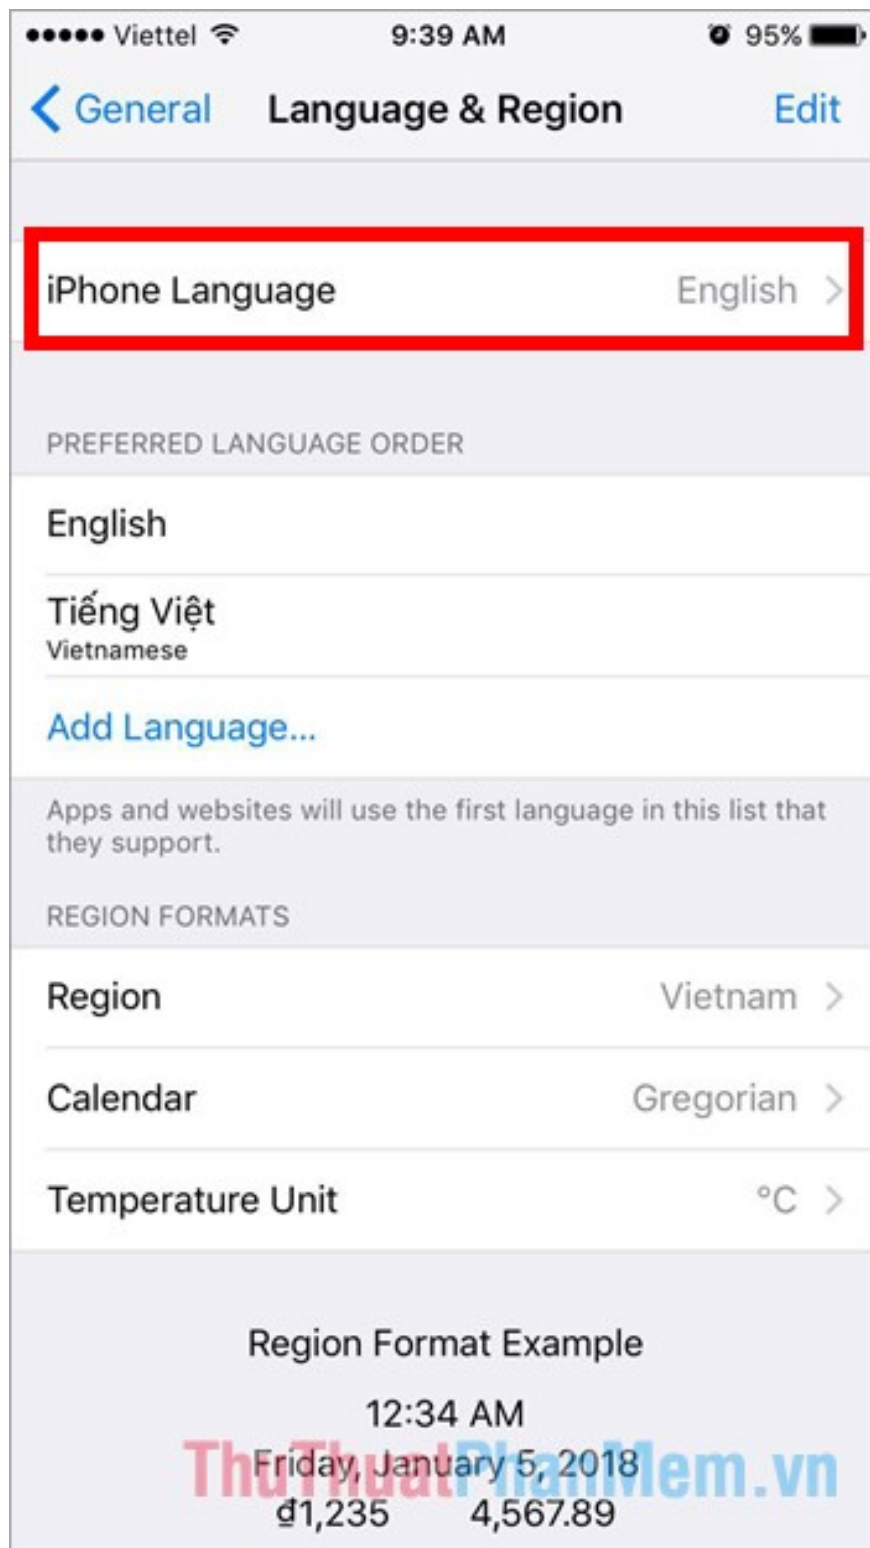 Viettel 9:39 AM 95%
General Language & Region Edit
iPhone Language English
PREFERRED LANGUAGE ORDER
English
Tiếng Việt
Vietnamese
Add Language...
Apps and websites will use the first language in this list that
they support.
REGION FORMATS
Region Vietnam
Calendar Gregorian
Temperature Unit °C
Region Format Example
12:34 AM
Friday, January 5, 2018
ThuThuatPhanMem.vn
₫1,235 4,567.89